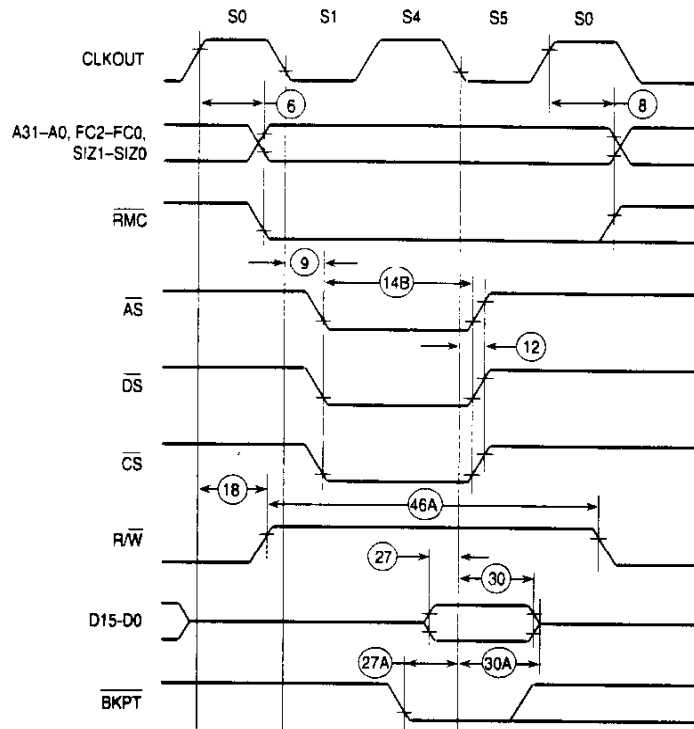 S0 S1 S4 S5 S0
CLKOUT
6 8
A31–A0, FC2–FC0,
SIZ1–SIZ0
RMC
9 14B
AS
12
DS
CS
18 46A
R/W
27 30
D15-D0
27A 30A
BKPT